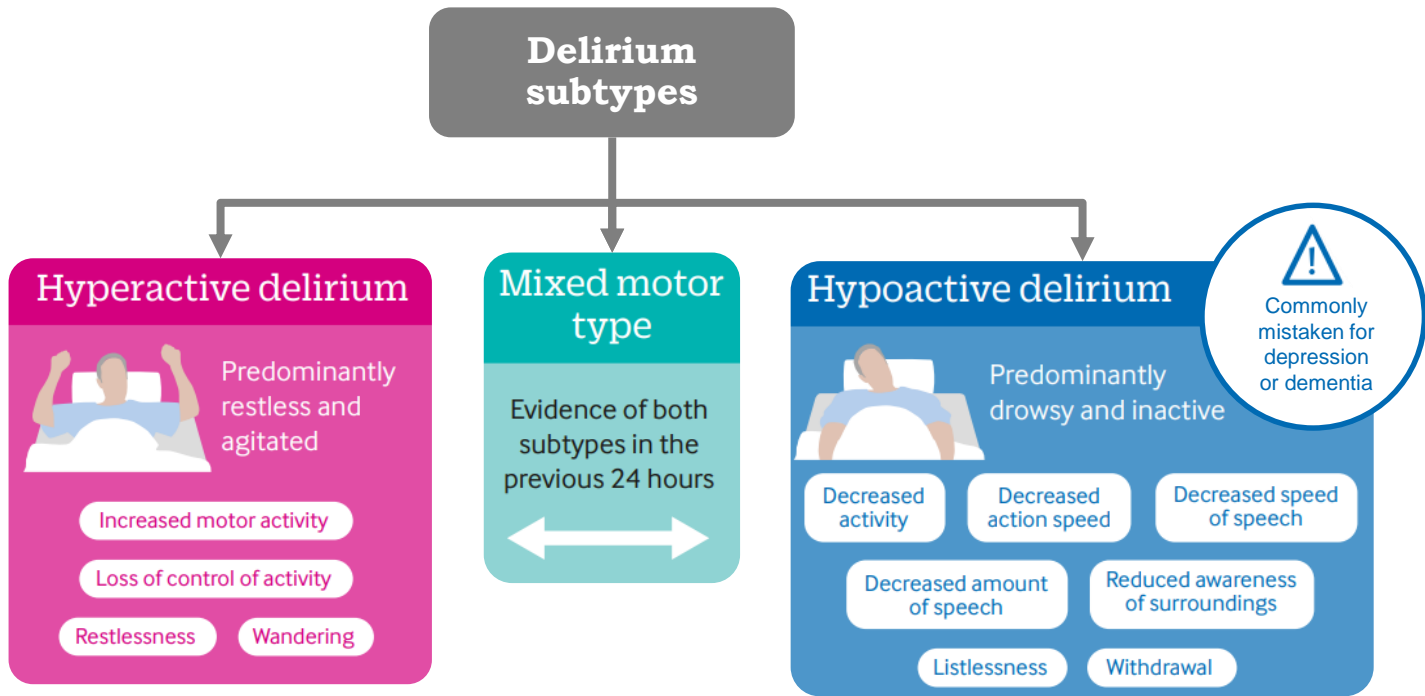 Delirium
subtypes
Hyperactive delirium
Predominantly
restless and
agitated
Increased motor activity
Loss of control of activity
Restlessness
Wandering
Mixed motor
type
Evidence of both
subtypes in the
previous 24 hours
Hypoactive delirium
Commonly
mistaken for
depression
or dementia
Predominantly
drowsy and inactive
Decreased
activity
Decreased
action speed
Decreased speed
of speech
Decreased amount
of speech
Reduced awareness
of surroundings
Listlessness
Withdrawal